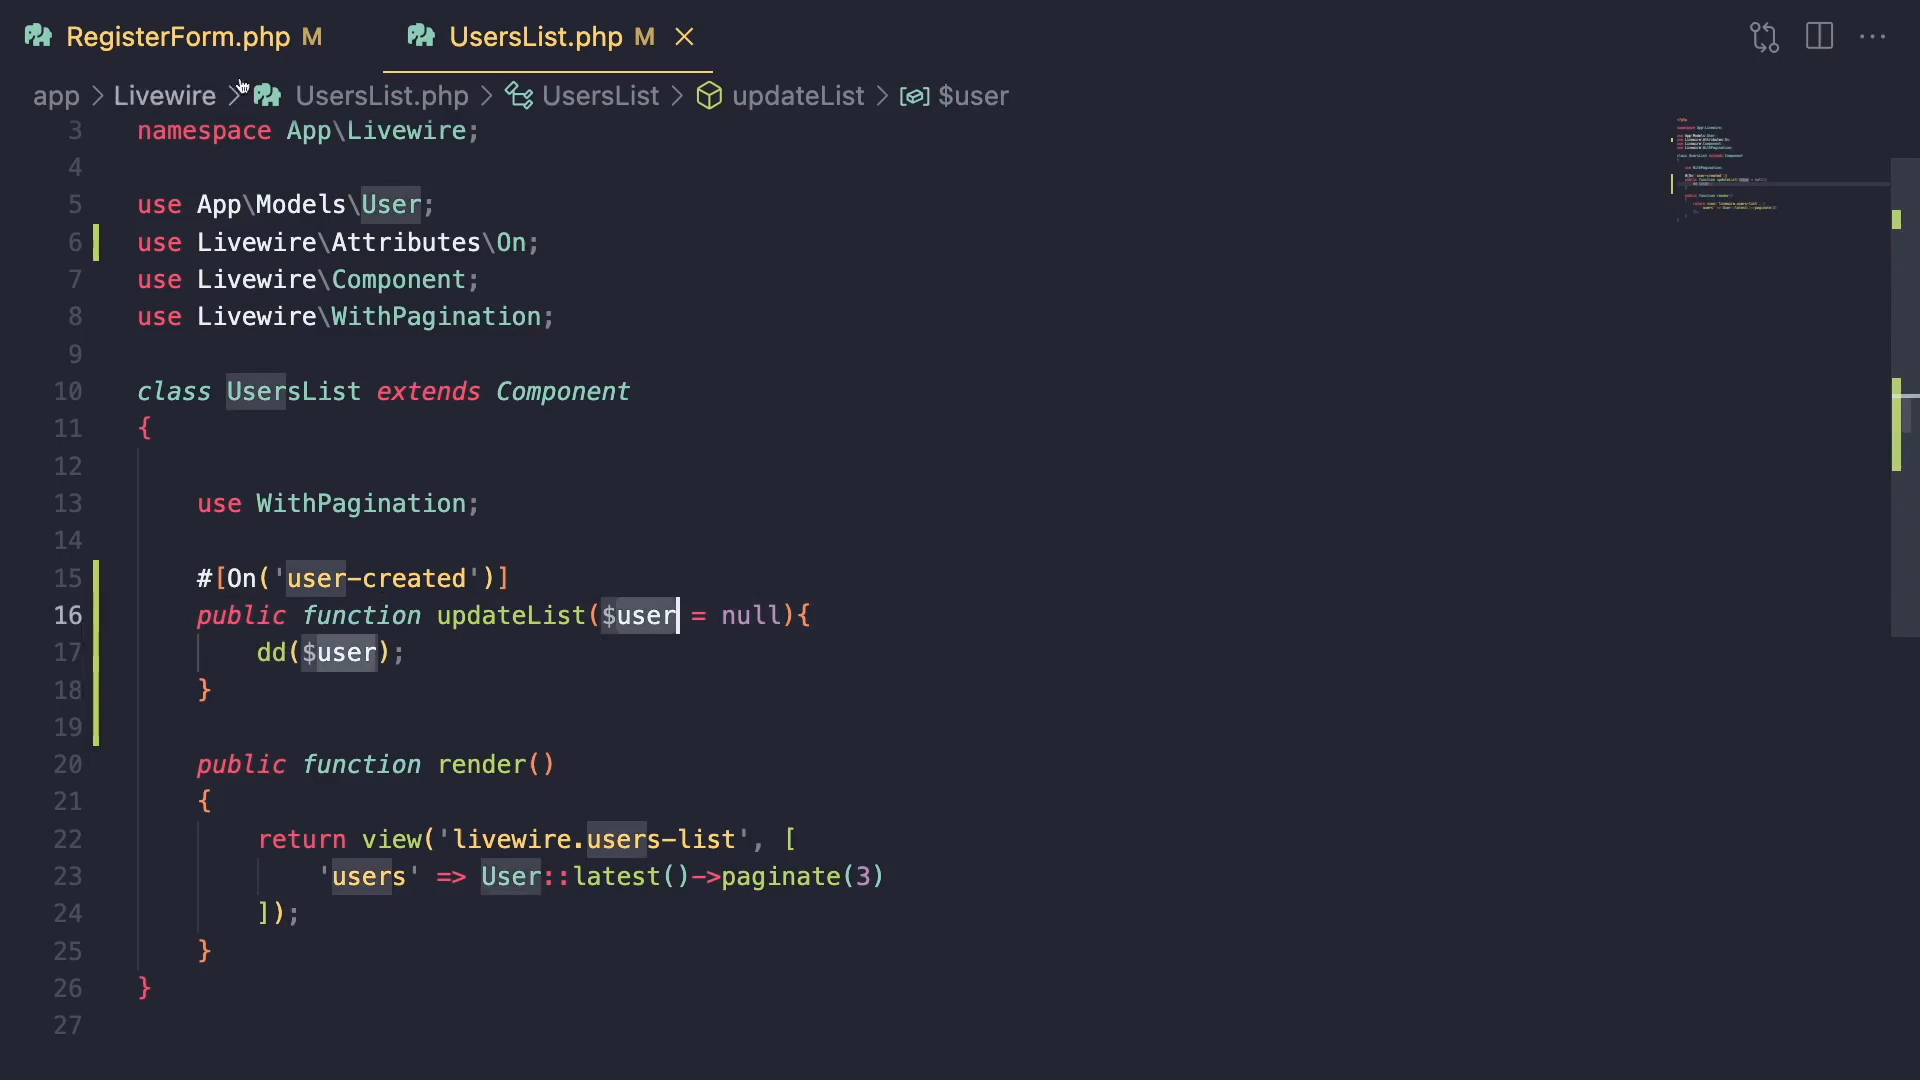 RegisterForm.php M UsersList.php M
app > Livewire > UsersList.php > UsersList > updateList > $user
3 namespace App\Livewire;
4
5 use App\Models\User;
6 use Livewire\Attributes\On;
7 use Livewire\Component;
8 use Livewire\WithPagination;
9
10 class UsersList extends Component
11 {
12
13 use WithPagination;
14
15 #[On('user-created')]
16 public function updateList($user = null){
17 dd($user);
18 }
19
20 public function render()
21 {
22 return view('livewire.users-list', [
23 'users' => User::latest()->paginate(3)
24 ]);
25 }
26 }
27